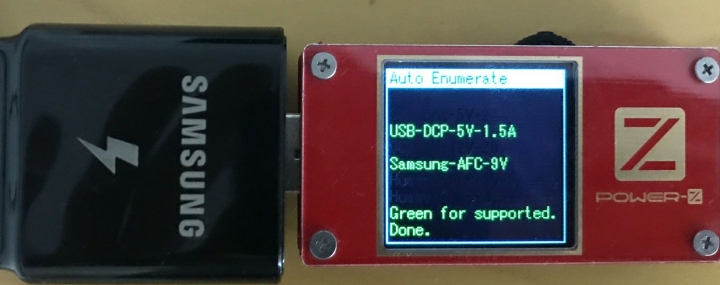 SAMSUNG
Auto Enumerate
USB-DCP-5V-1.5A
Samsung-AFC-9V
Green for supported.
Done.
Z
POWER-Z